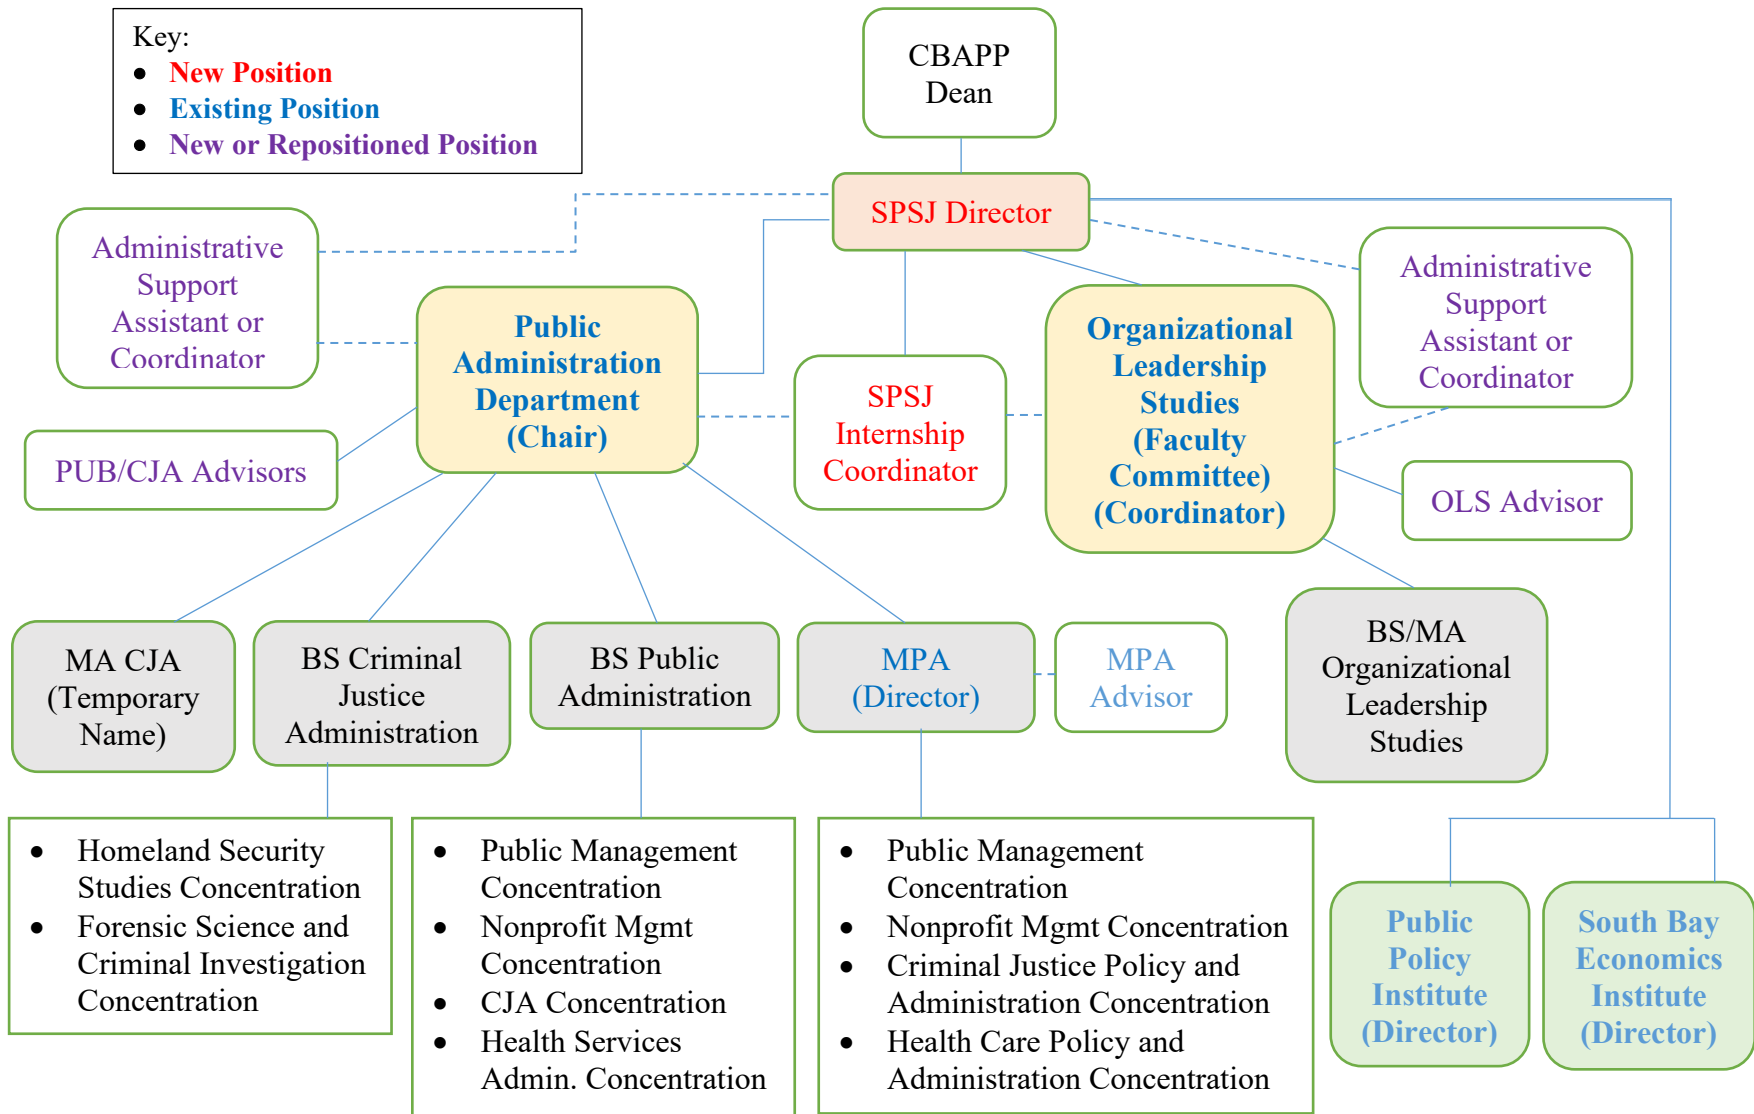 Key:
• New Position
• Existing Position
• New or Repositioned Position
CBAPP
Dean
SPSJ Director
Administrative
Support
Assistant or
Coordinator
Public
Administration
Department
(Chair)
SPSJ
Internship
Coordinator
Organizational
Leadership
Studies
(Faculty
Committee)
(Coordinator)
Administrative
Support
Assistant or
Coordinator
PUB/CJA Advisors
OLS Advisor
MA CJA
(Temporary
Name)
BS Criminal
Justice
Administration
BS Public
Administration
MPA
(Director)
MPA
Advisor
BS/MA
Organizational
Leadership
Studies
• Homeland Security
Studies Concentration
• Forensic Science and
Criminal Investigation
Concentration
• Public Management
Concentration
• Nonprofit Mgmt
Concentration
• CJA Concentration
• Health Services
Admin. Concentration
• Public Management
Concentration
• Nonprofit Mgmt Concentration
• Criminal Justice Policy and
Administration Concentration
• Health Care Policy and
Administration Concentration
Public
Policy
Institute
(Director)
South Bay
Economics
Institute
(Director)